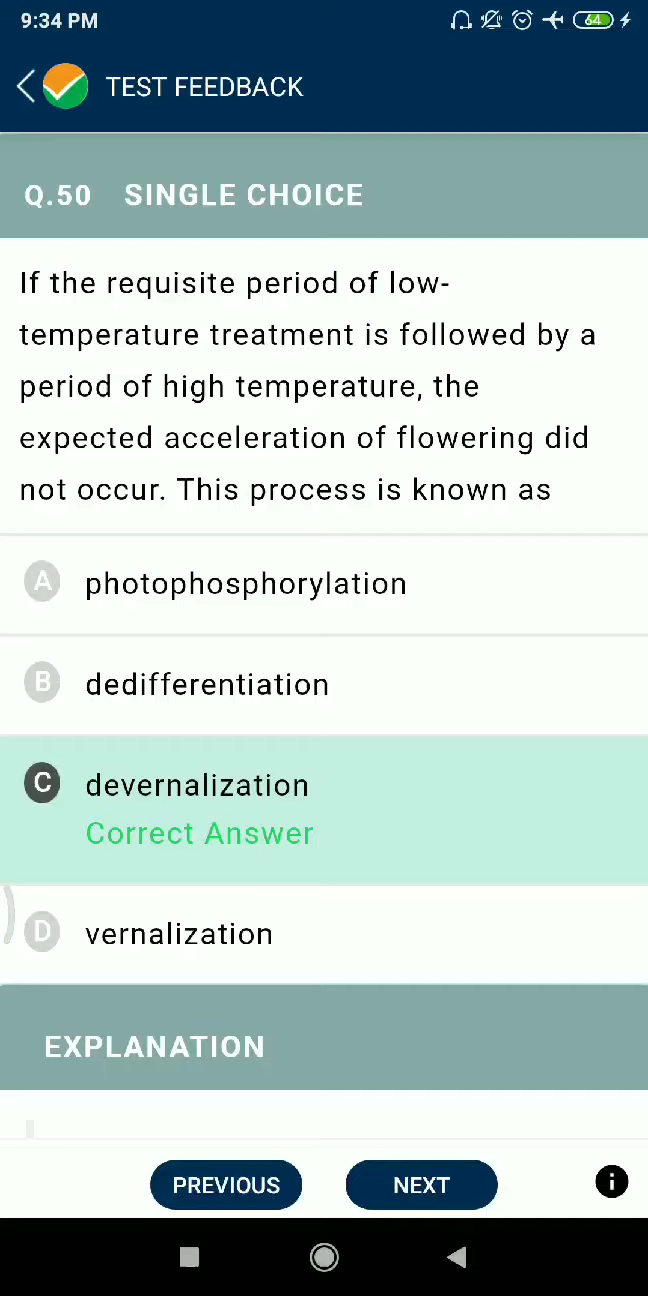 9:34 PM
64
TEST FEEDBACK
Q.50 SINGLE CHOICE
If the requisite period of low-
temperature treatment is followed by a
period of high temperature, the
expected acceleration of flowering did
not occur. This process is known as
A photophosphorylation
B dedifferentiation
C devernalization
Correct Answer
D vernalization
EXPLANATION
PREVIOUS NEXT